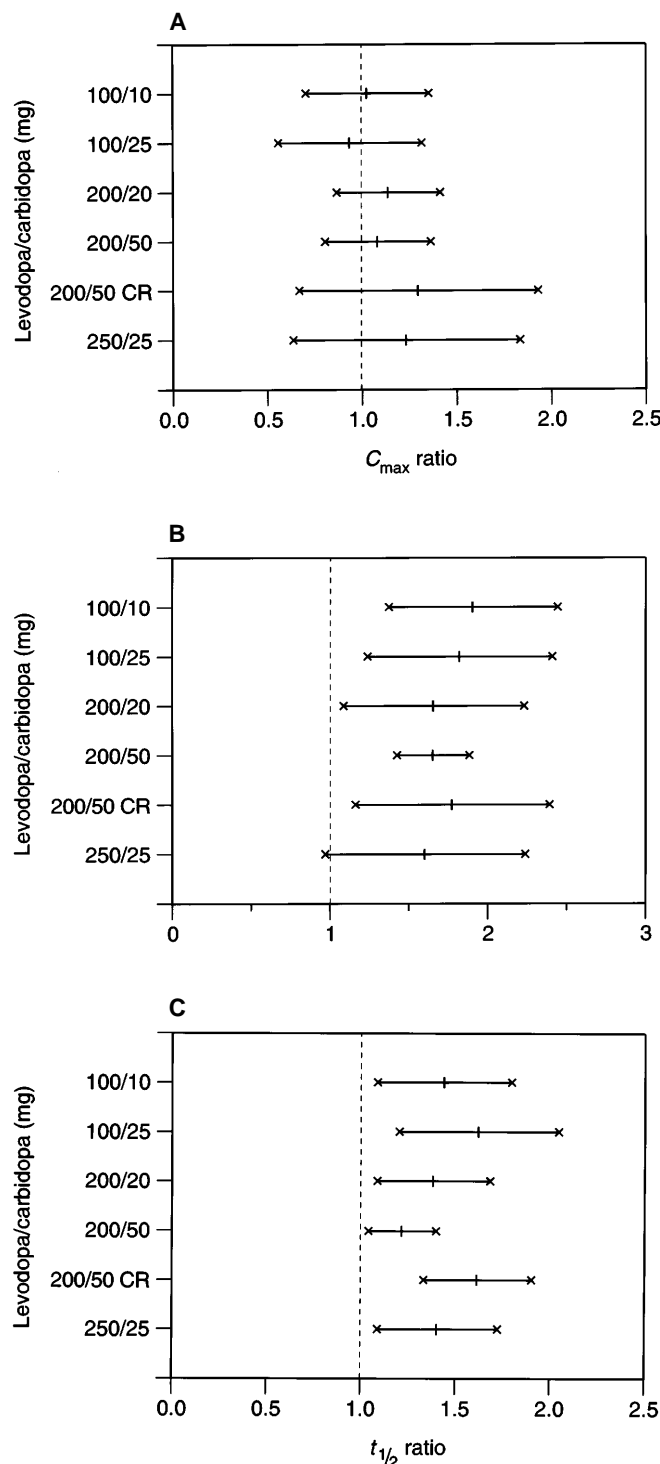 A
Levodopa/carbidopa (mg)
100/10
100/25
200/20
200/50
200/50 CR
250/25
0.0 0.5 1.0 1.5 2.0 2.5
Cmax ratio
B
Levodopa/carbidopa (mg)
100/10
100/25
200/20
200/50
200/50 CR
250/25
0 1 2 3
C
Levodopa/carbidopa (mg)
100/10
100/25
200/20
200/50
200/50 CR
250/25
0.0 0.5 1.0 1.5 2.0 2.5
t1/2 ratio